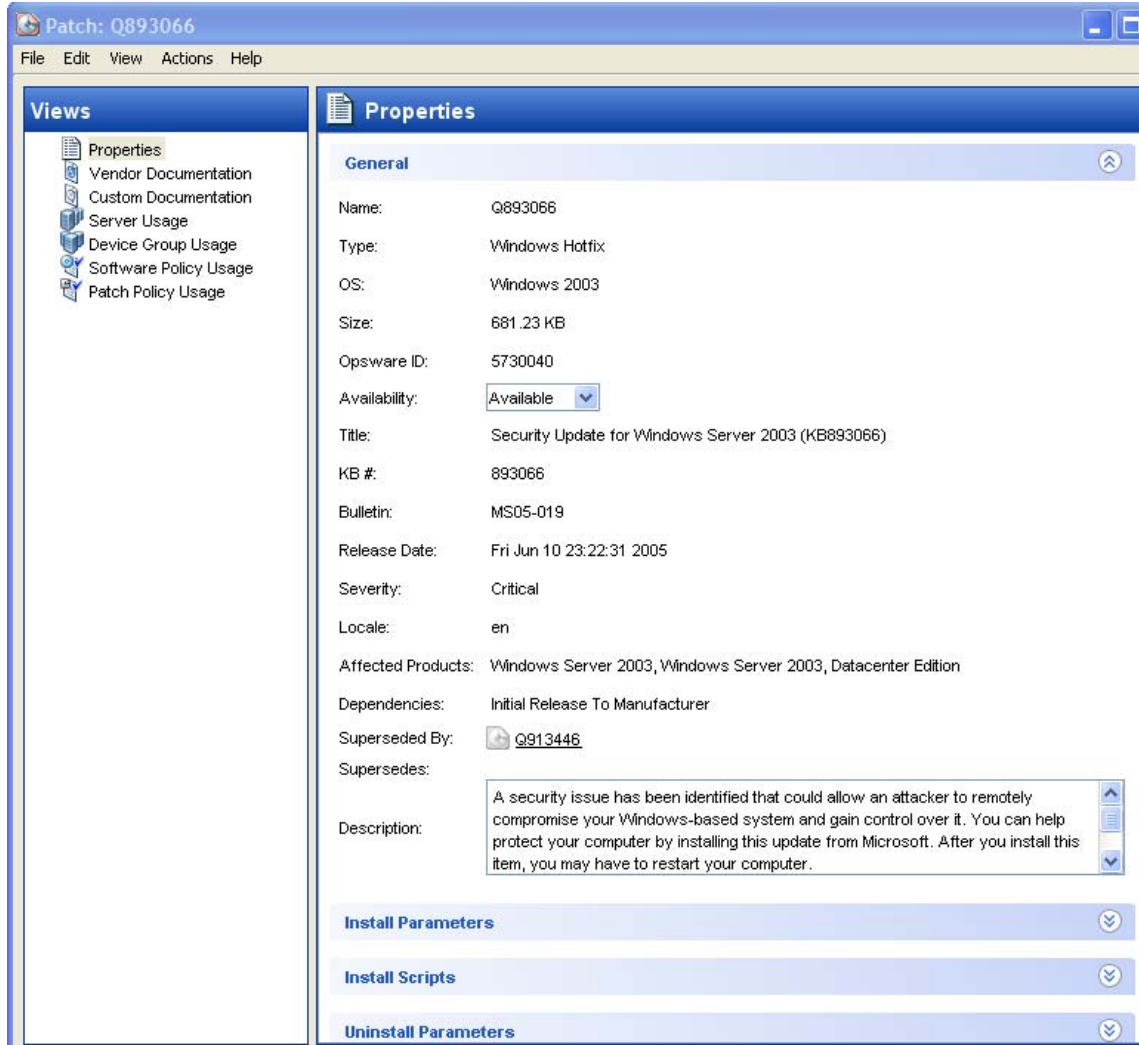 Patch: Q893066
File Edit View Actions Help
Views
Properties
Vendor Documentation
Custom Documentation
Server Usage
Device Group Usage
Software Policy Usage
Patch Policy Usage
Properties
General
Name: Q893066
Type: Windows Hotfix
OS: Windows 2003
Size: 681.23 KB
Opsware ID: 5730040
Availability: Available
Title: Security Update for Windows Server 2003 (KB893066)
KB #: 893066
Bulletin: MS05-019
Release Date: Fri Jun 10 23:22:31 2005
Severity: Critical
Locale: en
Affected Products: Windows Server 2003, Windows Server 2003, Datacenter Edition
Dependencies: Initial Release To Manufacturer
Superseded By: Q913446
Supersedes:
Description:
A security issue has been identified that could allow an attacker to remotely
compromise your Windows-based system and gain control over it. You can help
protect your computer by installing this update from Microsoft. After you install this
item, you may have to restart your computer.
Install Parameters
Install Scripts
Uninstall Parameters